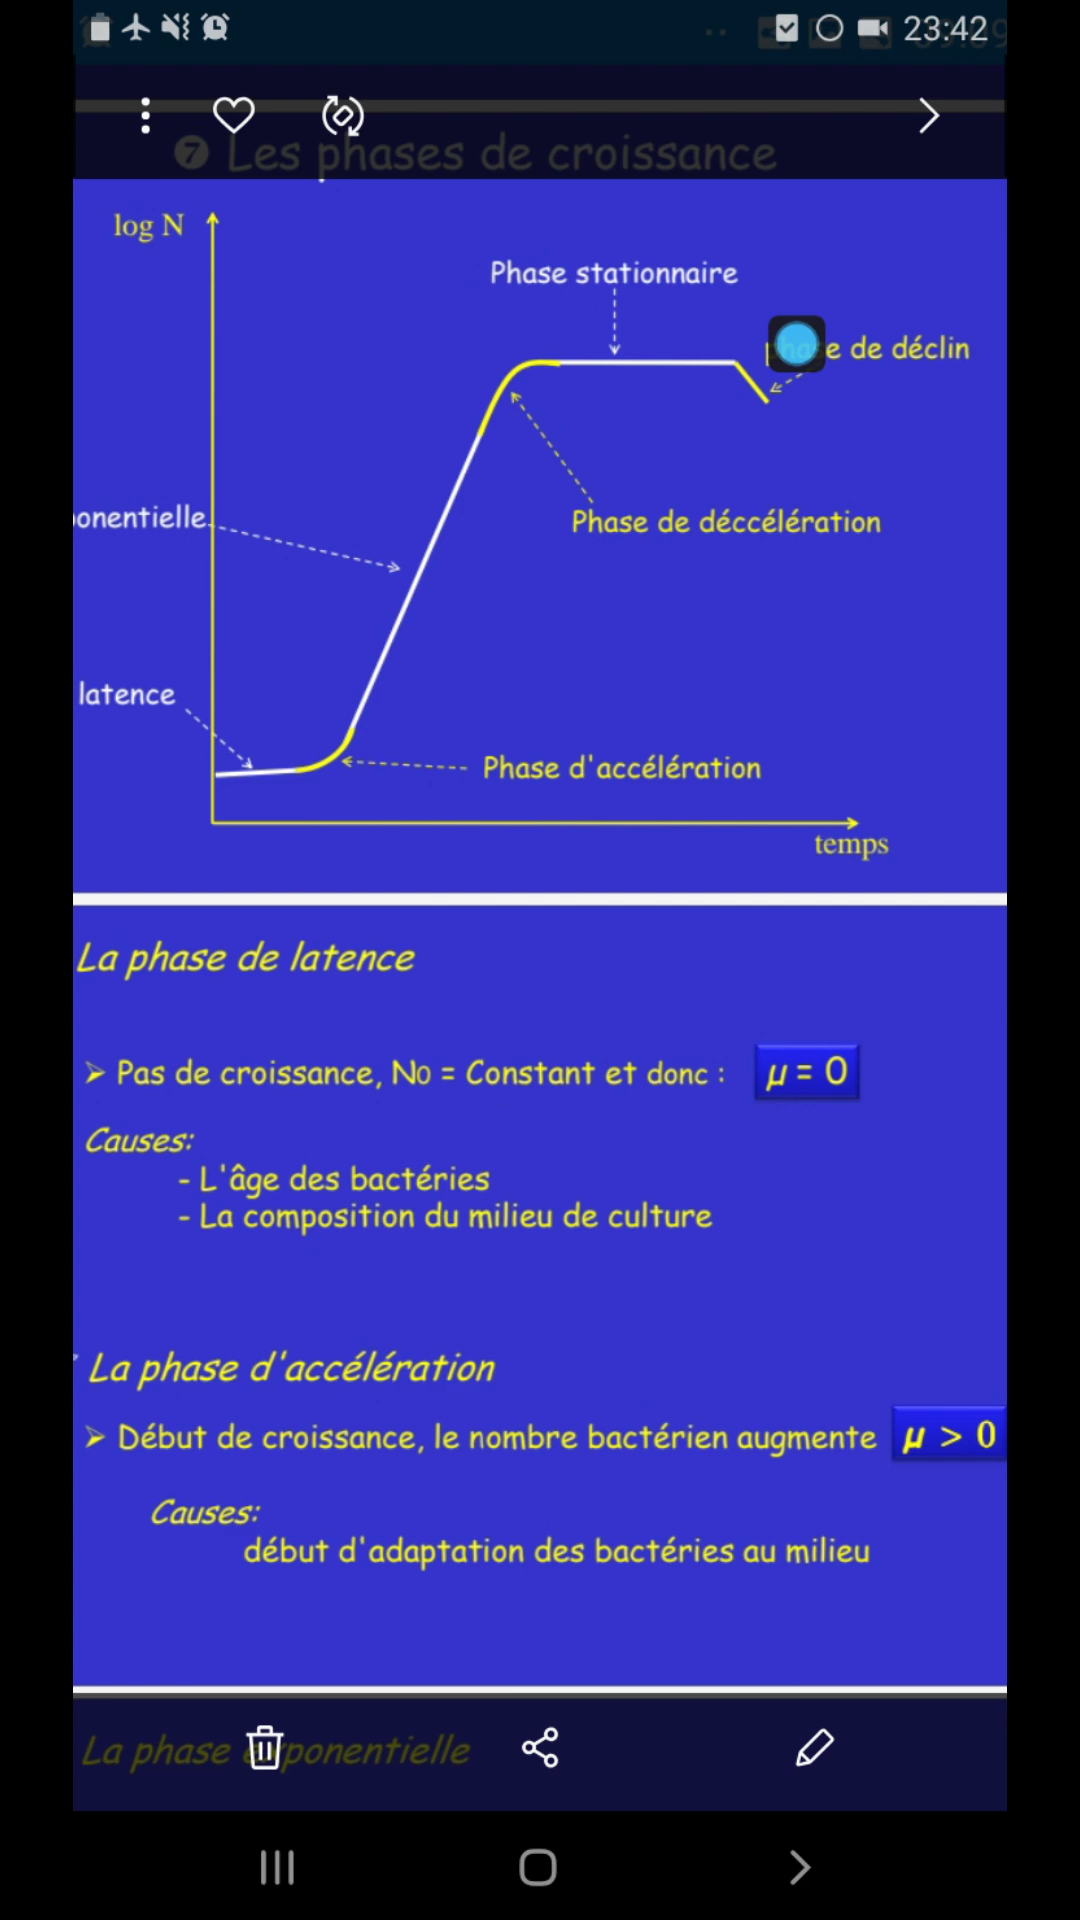 23:42
❼ Les phases de croissance
log N
Phase stationnaire
de déclin
Phase de déccélération
latence
Phase d'accélération
temps
La phase de latence
➢ Pas de croissance, N0 = Constant et donc : μ = 0
Causes:
- L'âge des bactéries
- La composition du milieu de culture
La phase d'accélération
➢ Début de croissance, le nombre bactérien augmente μ > 0
Causes:
début d'adaptation des bactéries au milieu
La phase exponentielle